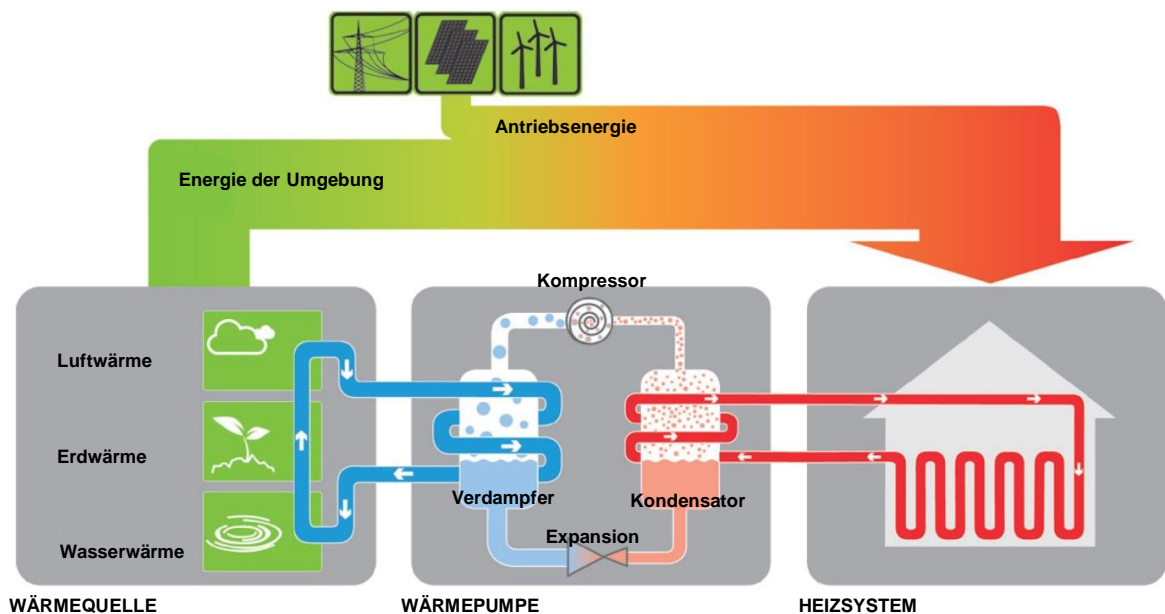 Antriebsenergie
Energie der Umgebung
Kompressor
Luftwärme
Erdwärme
Verdampfer
Kondensator
Expansion
Wasserwärme
WÄRMEQUELLE
WÄRMEPUMPE
HEIZSYSTEM